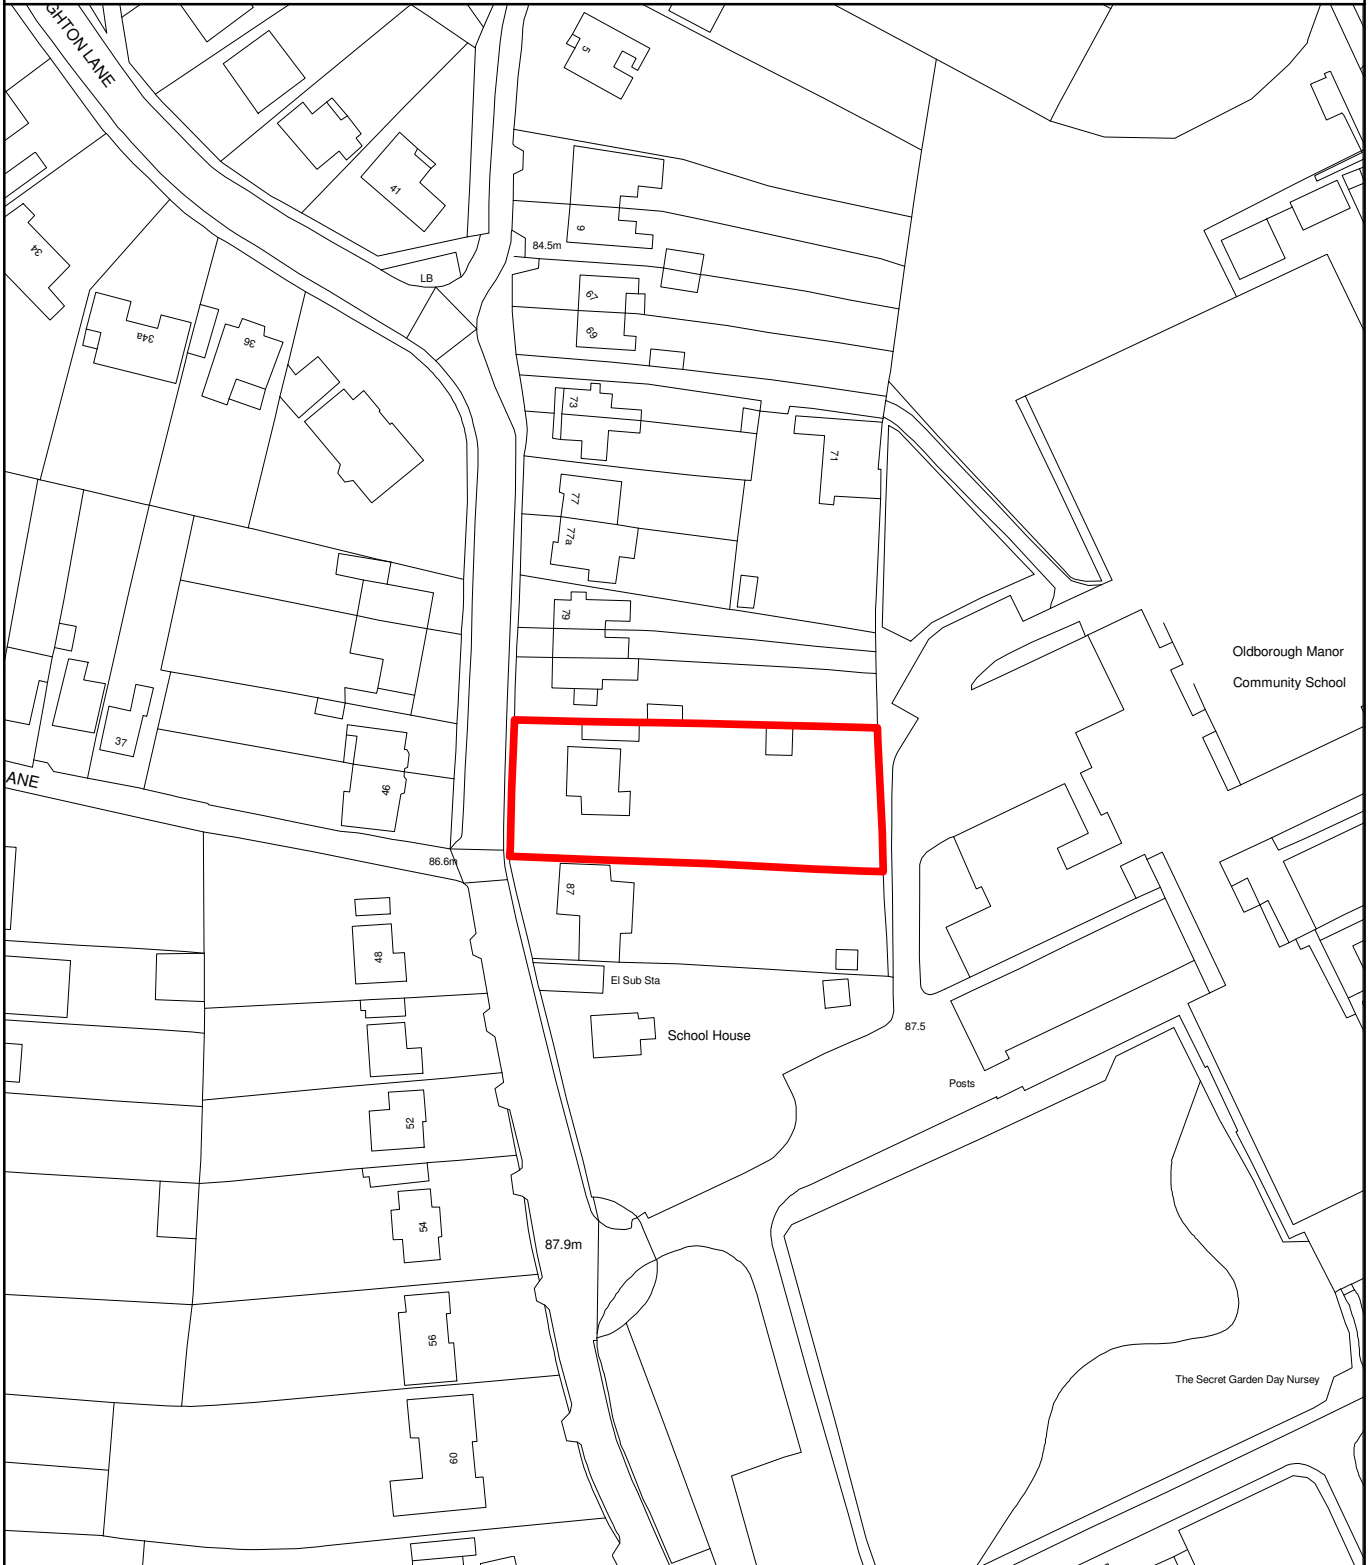 GHTON LANE
5
41
9
34
84.5m
LB
67
69
34a
36
73
71
77
77a
79
Oldborough Manor
Community School
37
ANE
46
86.6m
87
48
El Sub Sta
School House
87.5
Posts
52
54
87.9m
56
The Secret Garden Day Nursey
60